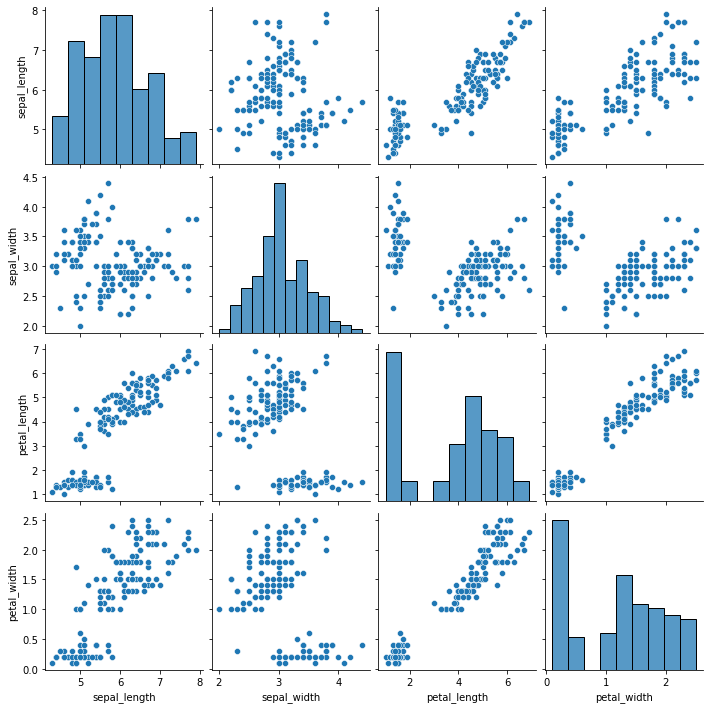 8
7
6
5
sepal_length
4.5
4.0
3.5
3.0
2.5
2.0
sepal_width
7
6
5
4
3
2
1
petal_length
2.5
2.0
1.5
1.0
0.5
0.0
petal_width
5 6 7 8
2 3 4
2 4 6
0 1 2
sepal_length sepal_width petal_length petal_width